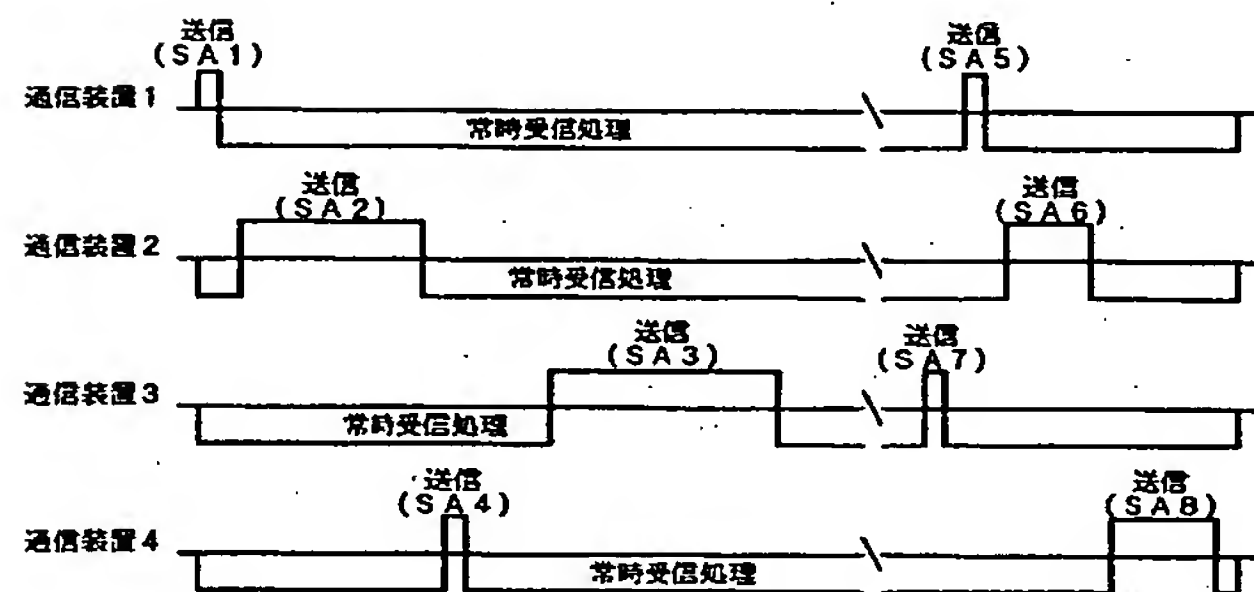 送信
(SA1)
送信
(SA5)
通信装置1
常時受信処理
送信
(SA2)
送信
(SA6)
通信装置2
常時受信処理
送信
(SA3)
送信
(SA7)
通信装置3
常時受信処理
送信
(SA4)
送信
(SA8)
通信装置4
常時受信処理